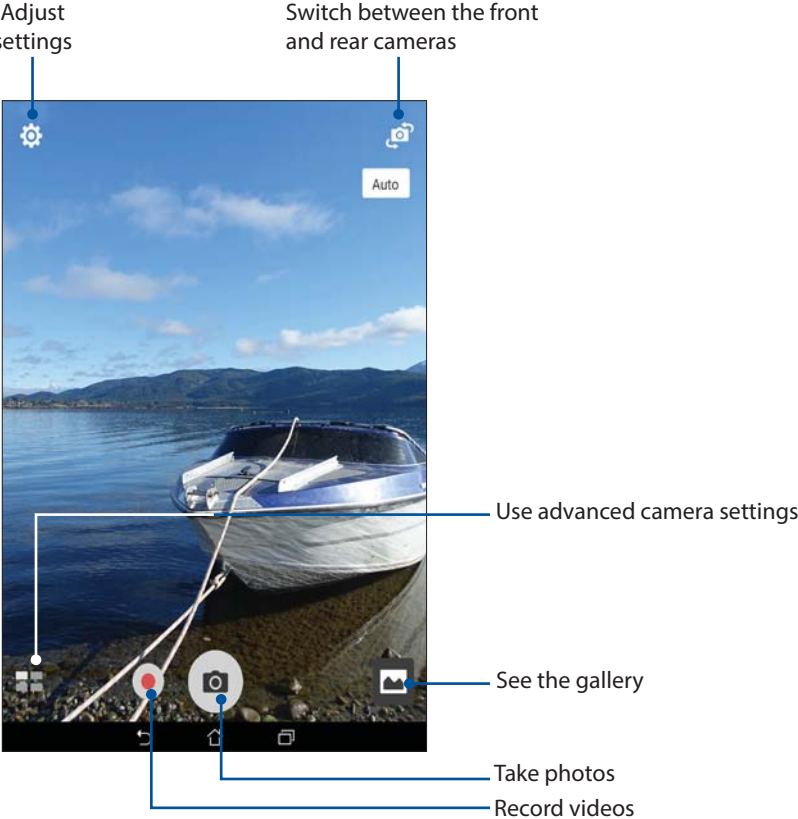 Adjust
settings
Switch between the front
and rear cameras
Auto
Use advanced camera settings
See the gallery
Take photos
Record videos